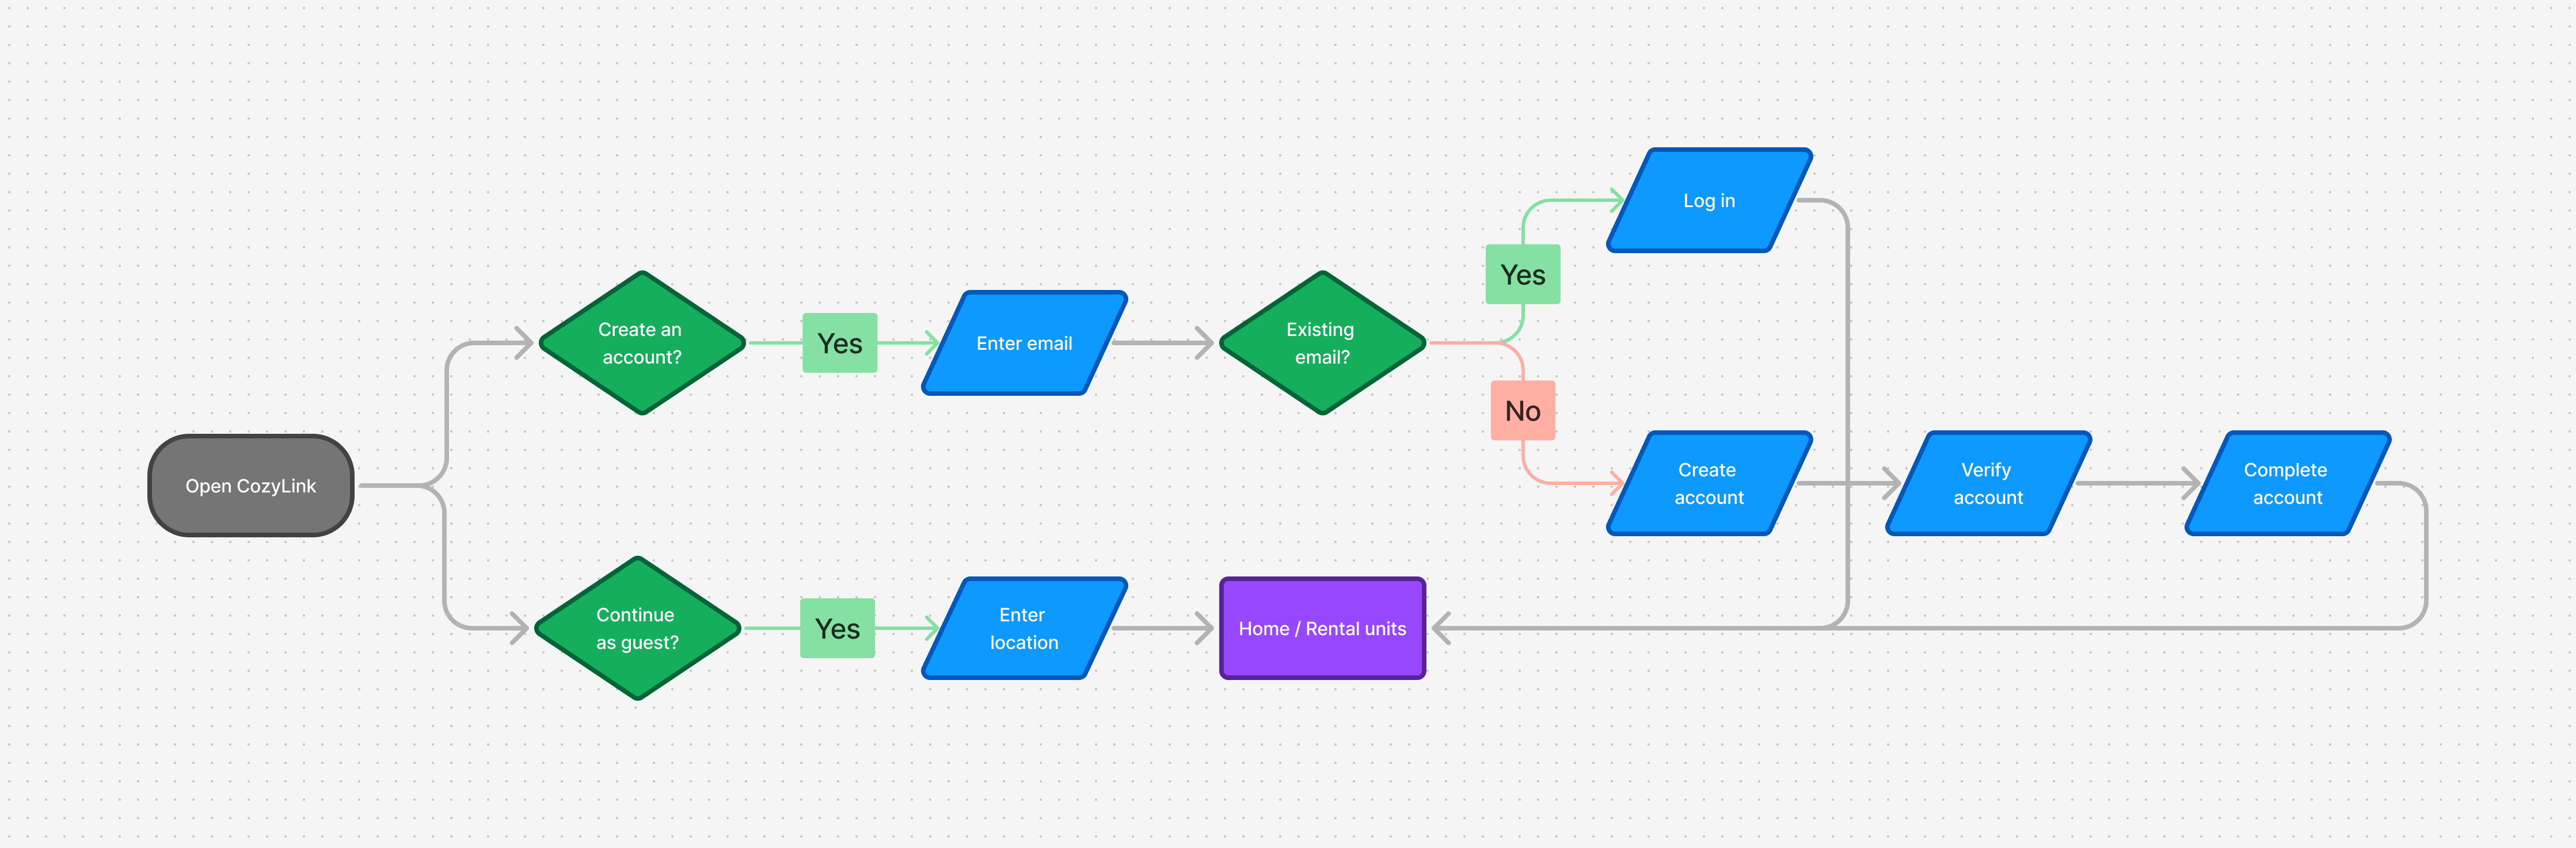 Open CozyLink
Create an
account?
Yes
Enter email
Existing
email?
Yes
Log in
No
Create
account
Verify
account
Complete
account
Continue
as guest?
Yes
Enter
location
Home / Rental units